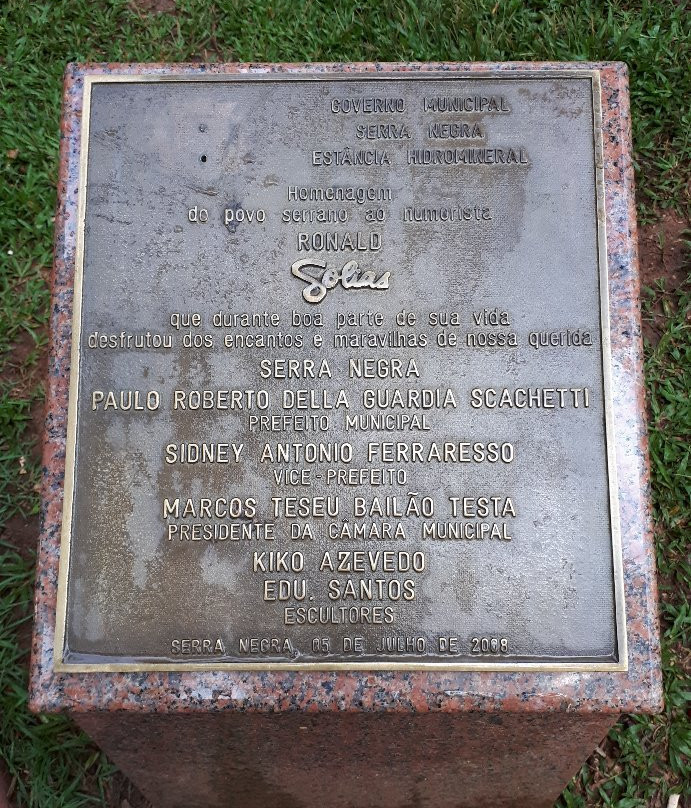 GOVERNO MUNICIPAL
SERRA NEGRA
ESTÂNCIA HIDROMINERAL
Homenagem
do povo serrano ao humorista
RONALD
Golias
que durante boa parte de sua vida
desfrutou dos encantos e maravilhas de nossa querida
SERRA NEGRA
PAULO ROBERTO DELLA GUARDIA SCACHETTI
PREFEITO MUNICIPAL
SIDNEY ANTONIO FERRARESSO
VICE-PREFEITO
MARCOS TESEU BAILÃO TESTA
PRESIDENTE DA CÂMARA MUNICIPAL
KIKO AZEVEDO
EDU. SANTOS
ESCULTORES
SERRA NEGRA, 05 DE JULHO DE 2008.